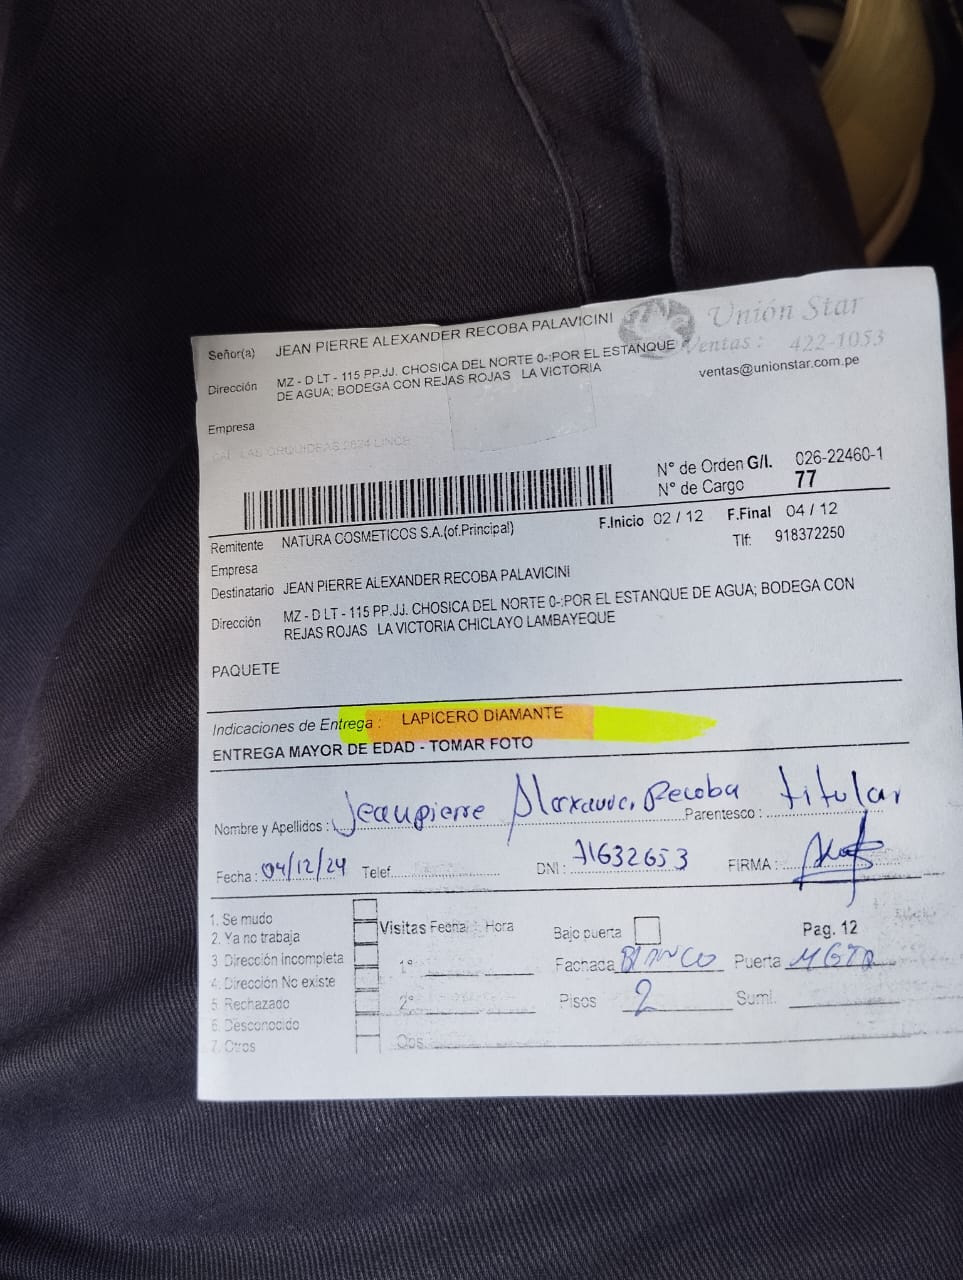 Unión Star
Ventas: 422-1053
ventas@unionstar.com.pe
Señor(a) JEAN PIERRE ALEXANDER RECOBA PALAVICINI
Dirección MZ - D LT - 115 PP.JJ. CHOSICA DEL NORTE 0-:POR EL ESTANQUE
DE AGUA; BODEGA CON REJAS ROJAS LA VICTORIA
Empresa
CAL LAS ORQUIDEAS 2624 LINCE
N° de Orden G/I. 026-22460-1
N° de Cargo 77
Remitente NATURA COSMETICOS S.A.(of.Principal)
F.Inicio 02 / 12 F.Final 04 / 12
Empresa
Tlf: 918372250
Destinatario JEAN PIERRE ALEXANDER RECOBA PALAVICINI
Dirección MZ - D LT - 115 PP.JJ. CHOSICA DEL NORTE 0-:POR EL ESTANQUE DE AGUA; BODEGA CON
REJAS ROJAS LA VICTORIA CHICLAYO LAMBAYEQUE
PAQUETE
Indicaciones de Entrega : LAPICERO DIAMANTE
ENTREGA MAYOR DE EDAD - TOMAR FOTO
Nombre y Apellidos : Jeanpierre Recoba Parentesco : titular
Fecha : 04/12/24 Telef. DNI : 71632653 FIRMA :
1. Se mudo
2. Ya no trabaja
3 Dirección incompleta
4. Dirección No existe
5. Rechazado
6. Desconocido
7. Otros
Visitas Fecha Hora
1°
2°
Obs.
Bajo puerta
Pag. 12
Fachada BLANCO Puerta
Pisos 2 Sumi.